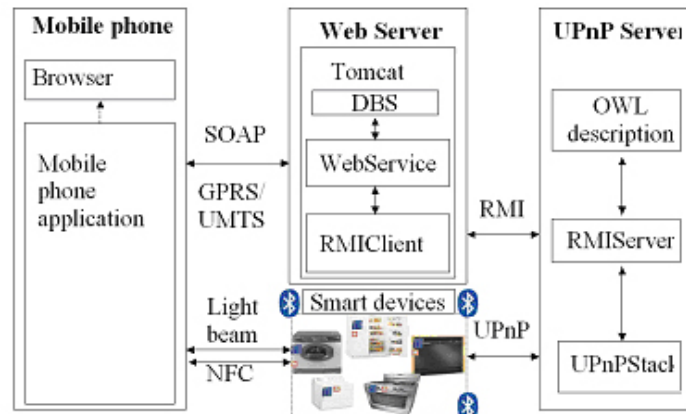 Mobile phone
Browser
Mobile
phone
application
SOAP
GPRS/
UMTS
Light
beam
NFC
Web Server
Tomcat
DBS
WebService
RMIClient
Smart devices
RMI
UPnP
UPnP Server
OWL
description
RMIServer
UPnPStack